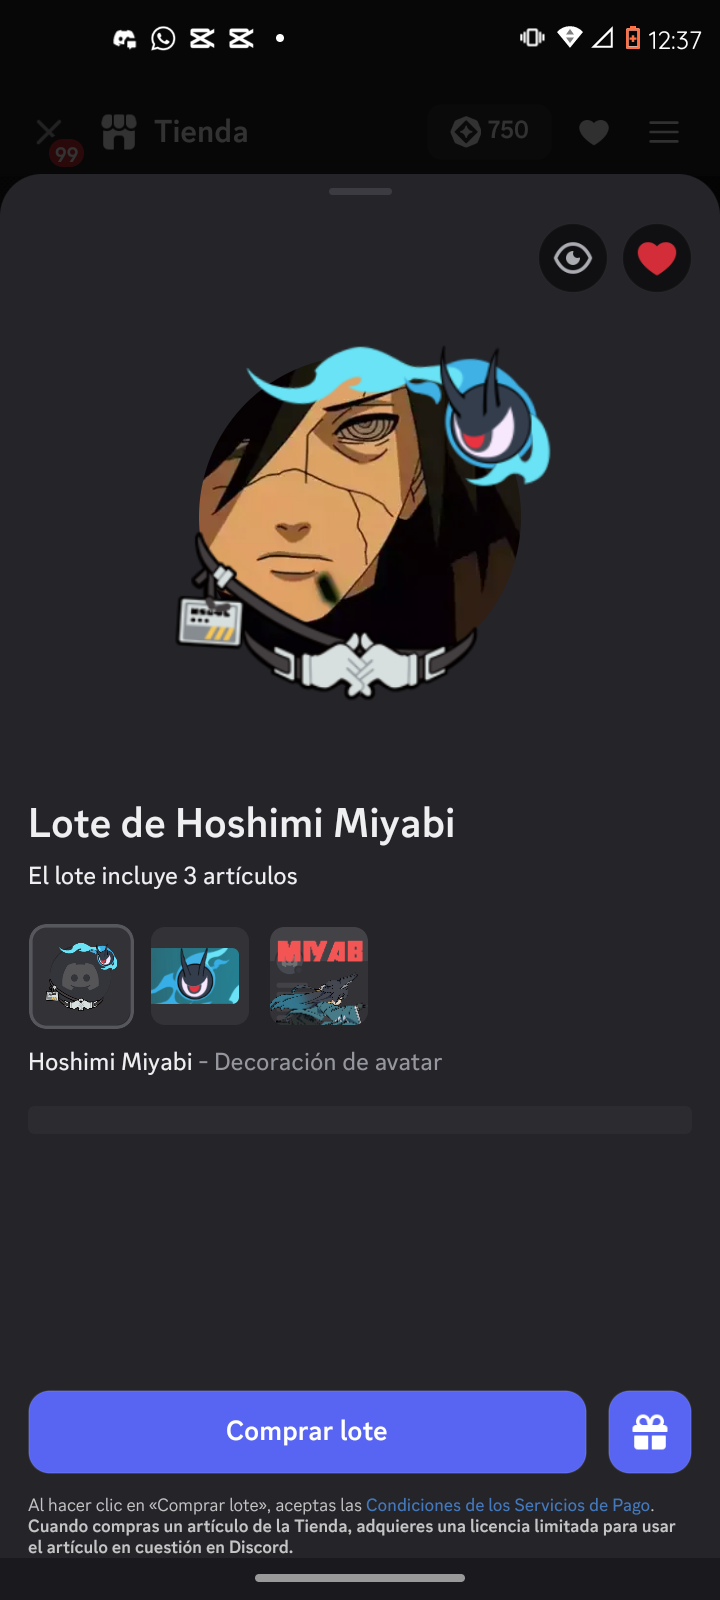 12:37
99
Tienda
750
Lote de Hoshimi Miyabi
El lote incluye 3 artículos
MIYAB
Hoshimi Miyabi - Decoración de avatar
Comprar lote
Al hacer clic en «Comprar lote», aceptas las Condiciones de los Servicios de Pago.
Cuando compras un artículo de la Tienda, adquieres una licencia limitada para usar
el artículo en cuestión en Discord.